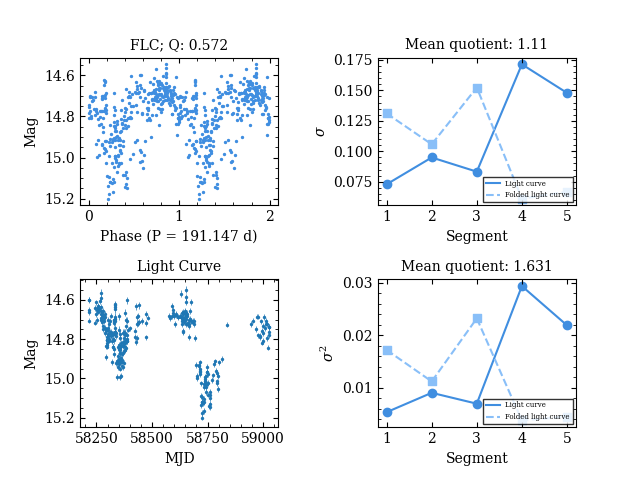 FLC; Q: 0.572
14.6
14.8
15.0
15.2
Mag
0
1
2
Phase (P = 191.147 d)
Mean quotient: 1.11
0.175
0.150
0.125
0.100
0.075
σ
1
2
3
4
5
Segment
Light curve
Folded light curve
Light Curve
14.6
14.8
15.0
15.2
Mag
58250
58500
58750
59000
MJD
Mean quotient: 1.631
0.03
0.02
0.01
σ²
1
2
3
4
5
Segment
Light curve
Folded light curve